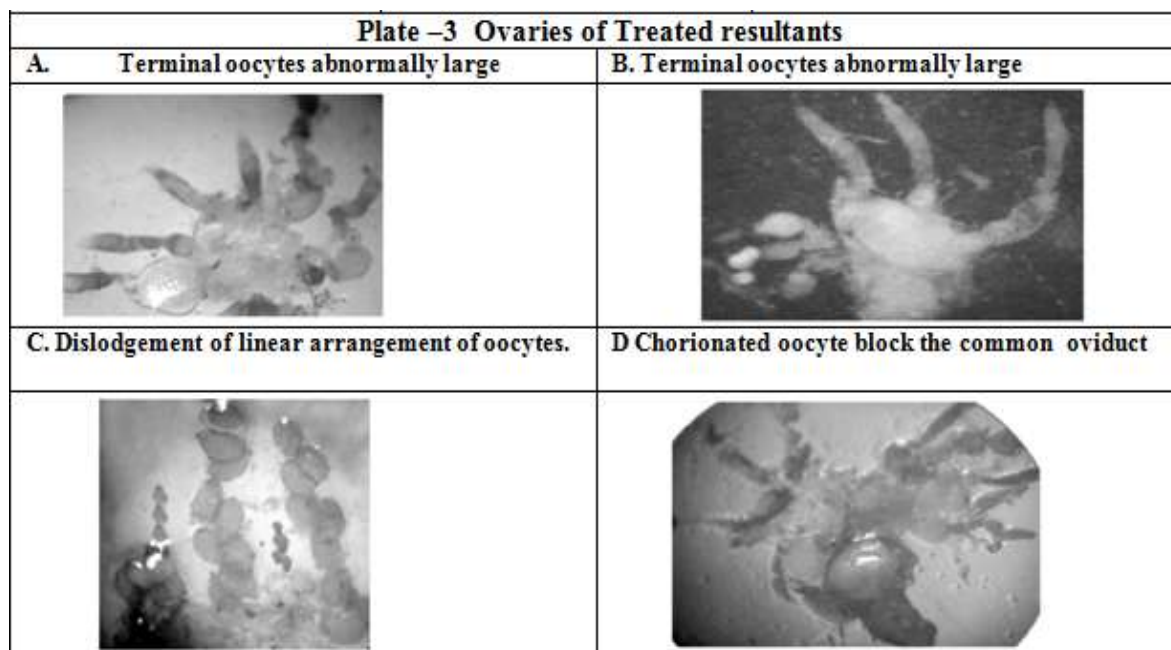 Plate –3 Ovaries of Treated resultants
A. Terminal oocytes abnormally large
B. Terminal oocytes abnormally large
C. Dislodgement of linear arrangement of oocytes.
D Chorionated oocyte block the common oviduct